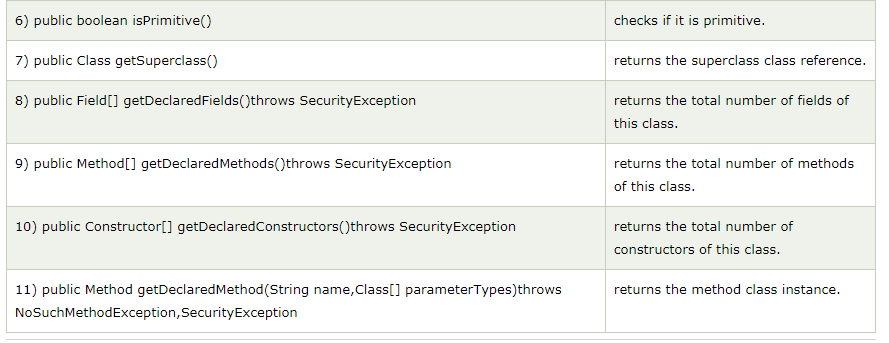 6) public boolean isPrimitive()
checks if it is primitive.
7) public Class getSuperclass()
returns the superclass class reference.
8) public Field[] getDeclaredFields()throws SecurityException
returns the total number of fields of
this class.
9) public Method[] getDeclaredMethods()throws SecurityException
returns the total number of methods
of this class.
10) public Constructor[] getDeclaredConstructors()throws SecurityException
returns the total number of
constructors of this class.
11) public Method getDeclaredMethod(String name,Class[] parameterTypes)throws
NoSuchMethodException,SecurityException
returns the method class instance.